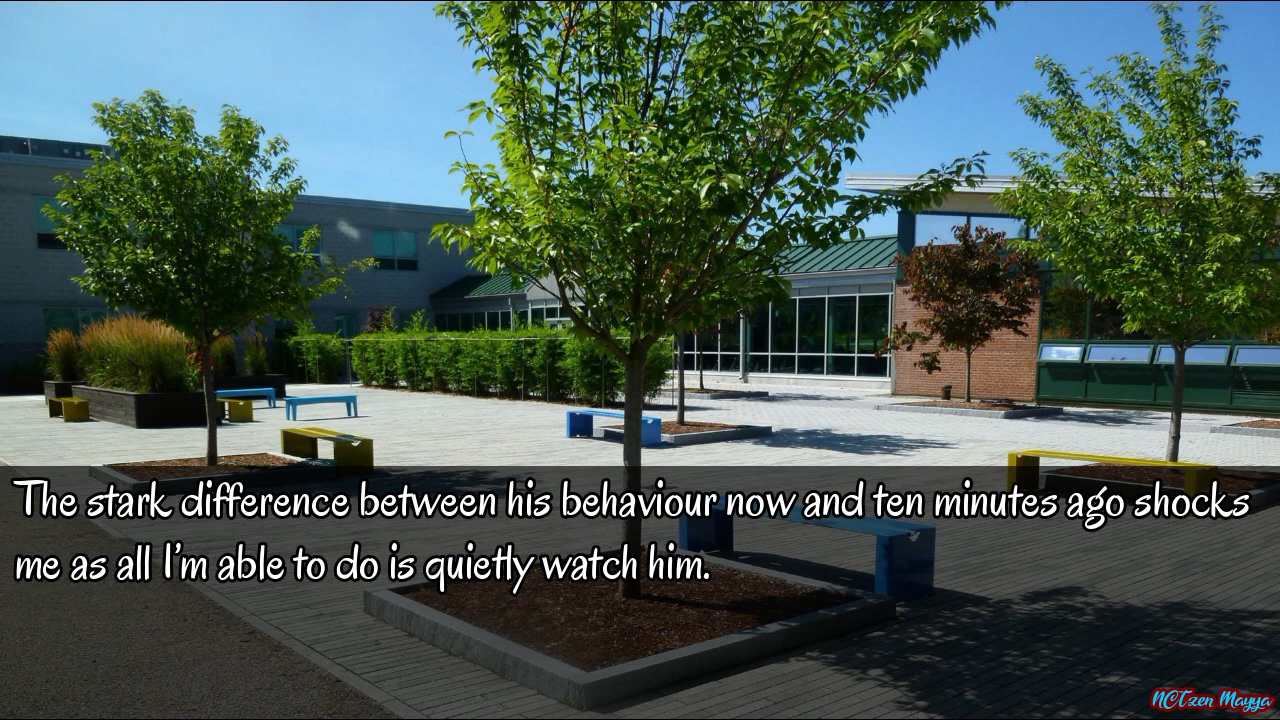 The stark difference between his behaviour now and ten minutes ago shocks
me as all I'm able to do is quietly watch him.
NCTzen Mayya